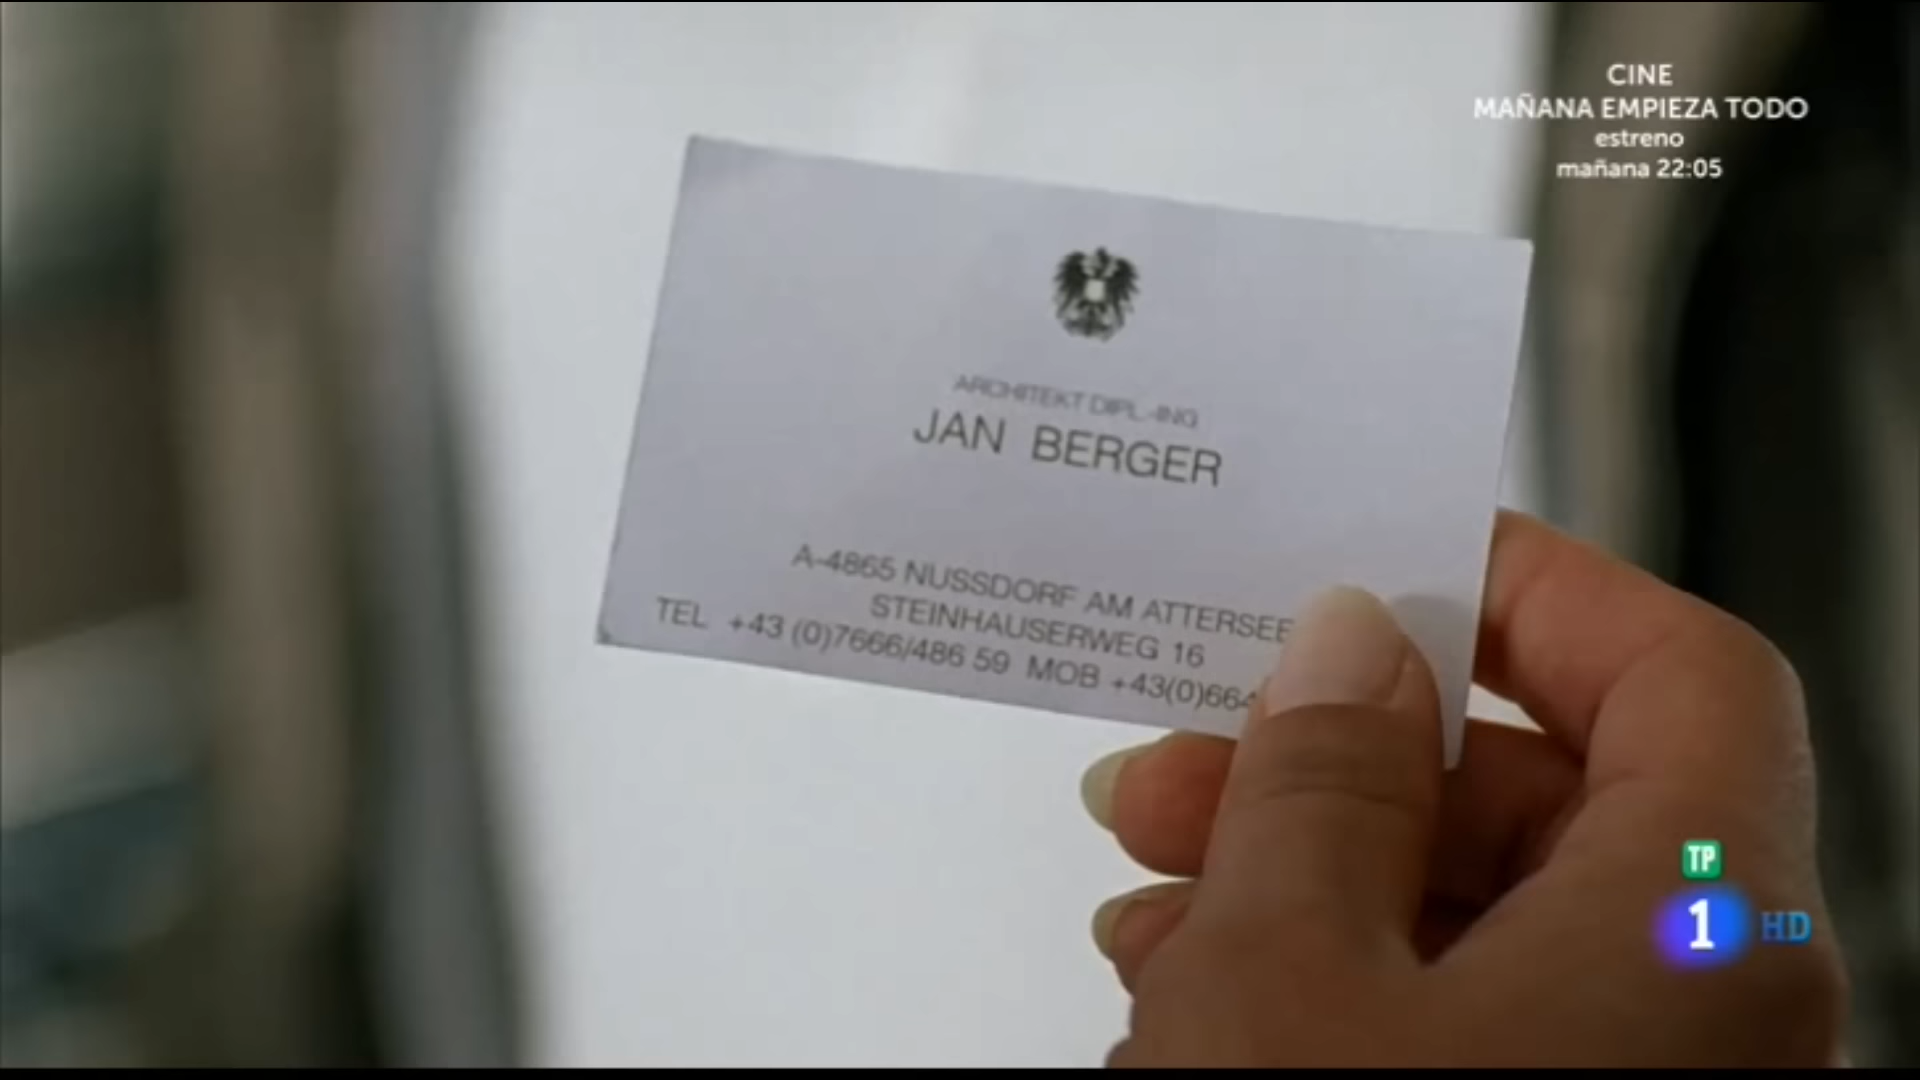 CINE
MAÑANA EMPIEZA TODO
estreno
mañana 22:05
ARCHITEKT DIPL.-ING
JAN BERGER
A-4865 NUSSDORF AM ATTERSEE
STEINHAUSERWEG 16
TEL +43 (0)7666/486 59 MOB +43(0)664
TP
1 HD